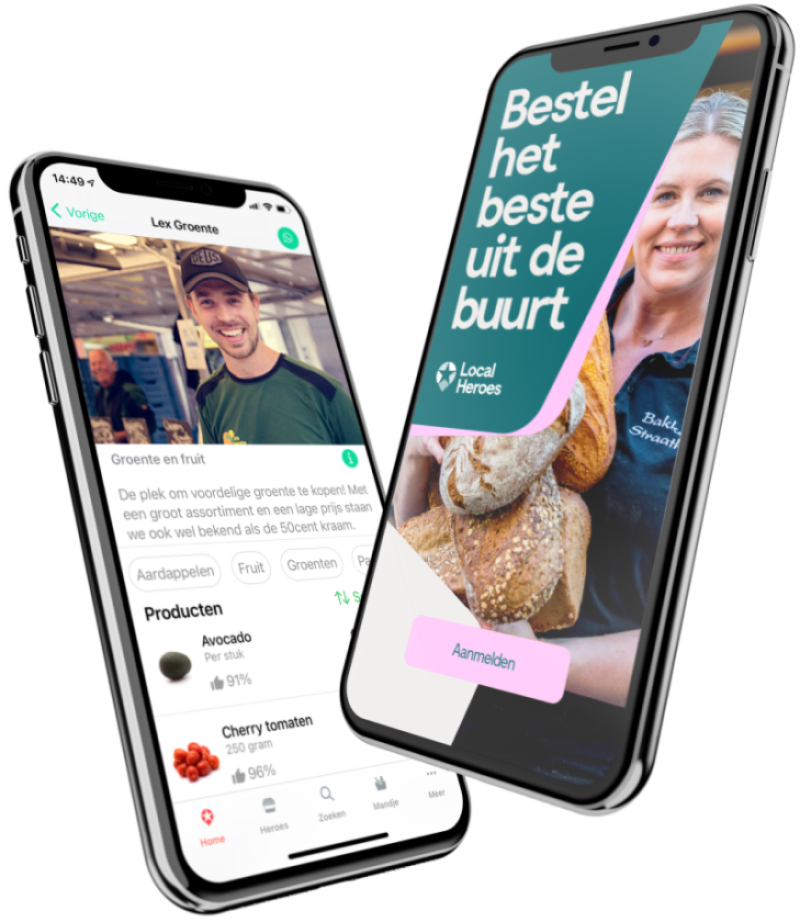 14:49
Vorige
Lex Groente
DEUS
Groente en fruit
De plek om voordelige groente te kopen! Met
een groot assortiment en een lage prijs staan
we ook wel bekend als de 50cent kraam.
Aardappelen
Fruit
Groenten
Producten
Avocado
Per stuk
91%
Cherry tomaten
250 gram
96%
Home
Heroes
Zoeken
Mandje
Meer
Bestel
het
beste
uit de
buurt
Local
Heroes
Aanmelden